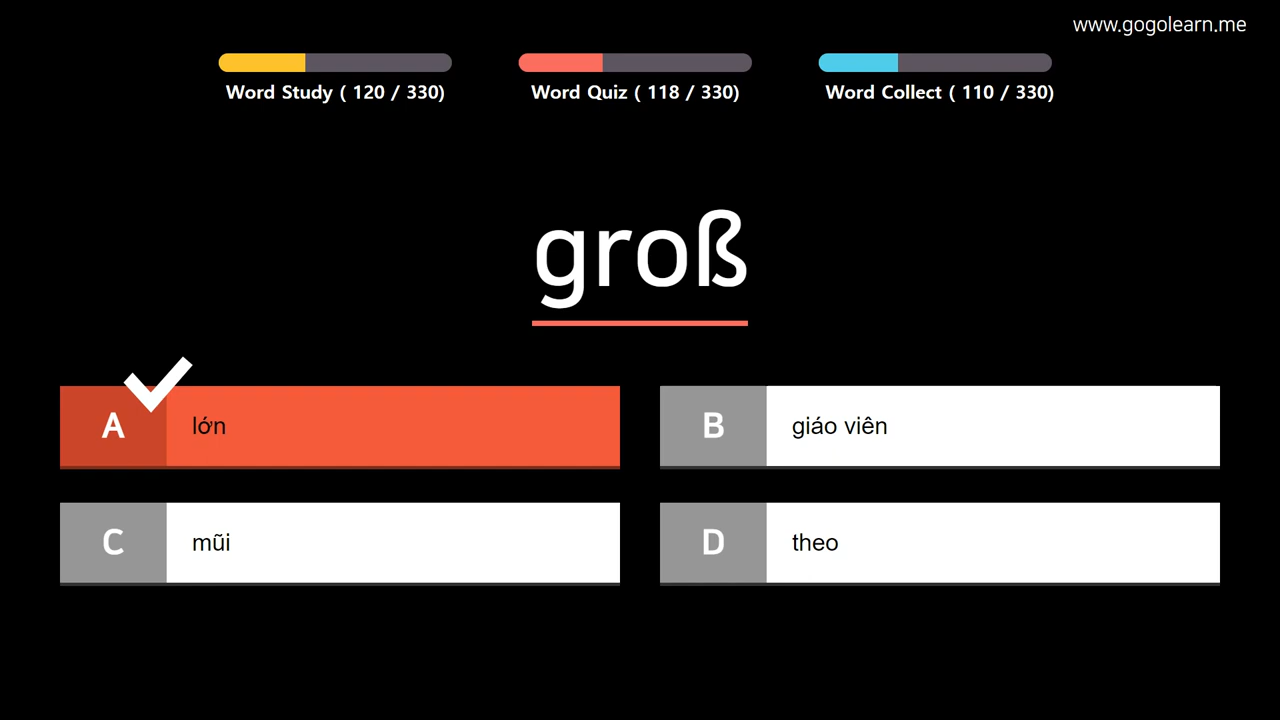 www.gogolearn.me
Word Study ( 120 / 330)
Word Quiz ( 118 / 330)
Word Collect ( 110 / 330)
groß
A lớn
B giáo viên
C mũi
D theo